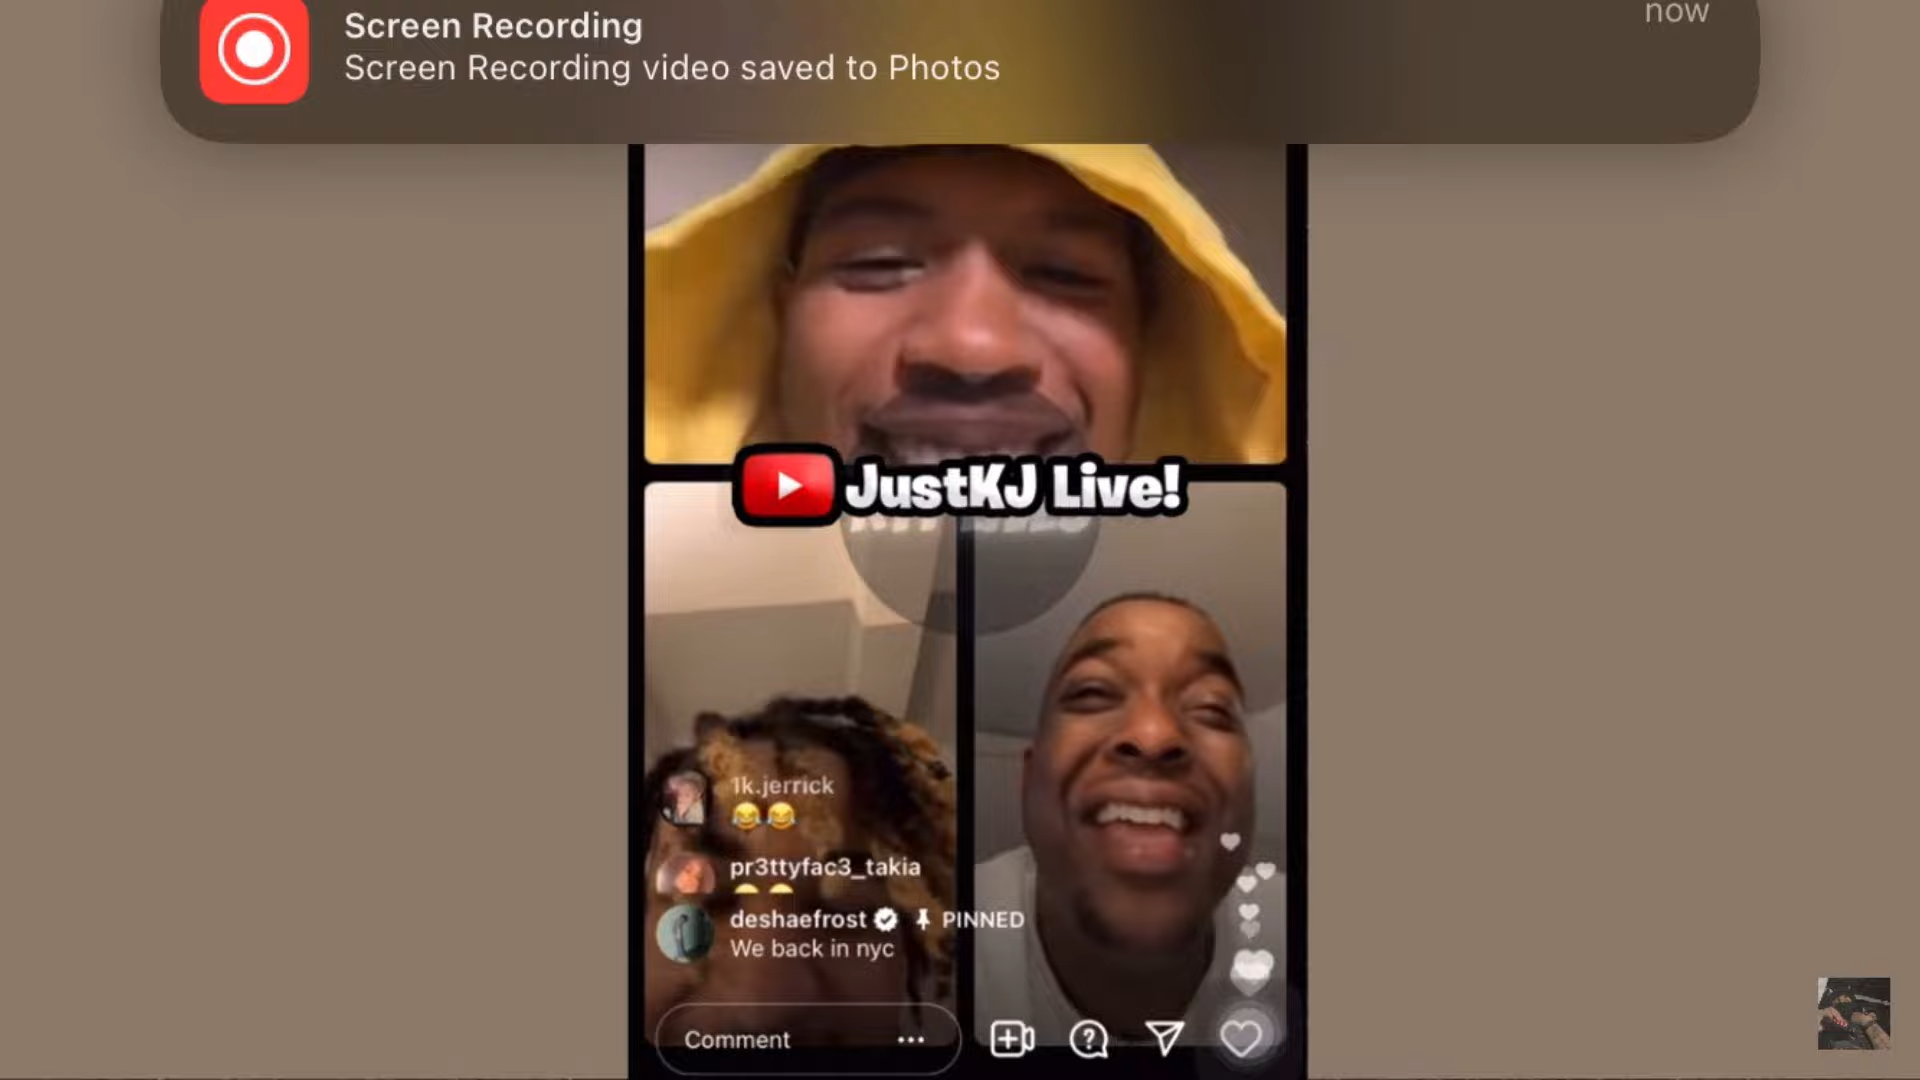 Screen Recording
now
Screen Recording video saved to Photos
JustKJ Live!
1k.jerrick
😂😂
pr3ttyfac3_takia
deshaefrost PINNED
We back in nyc
Comment